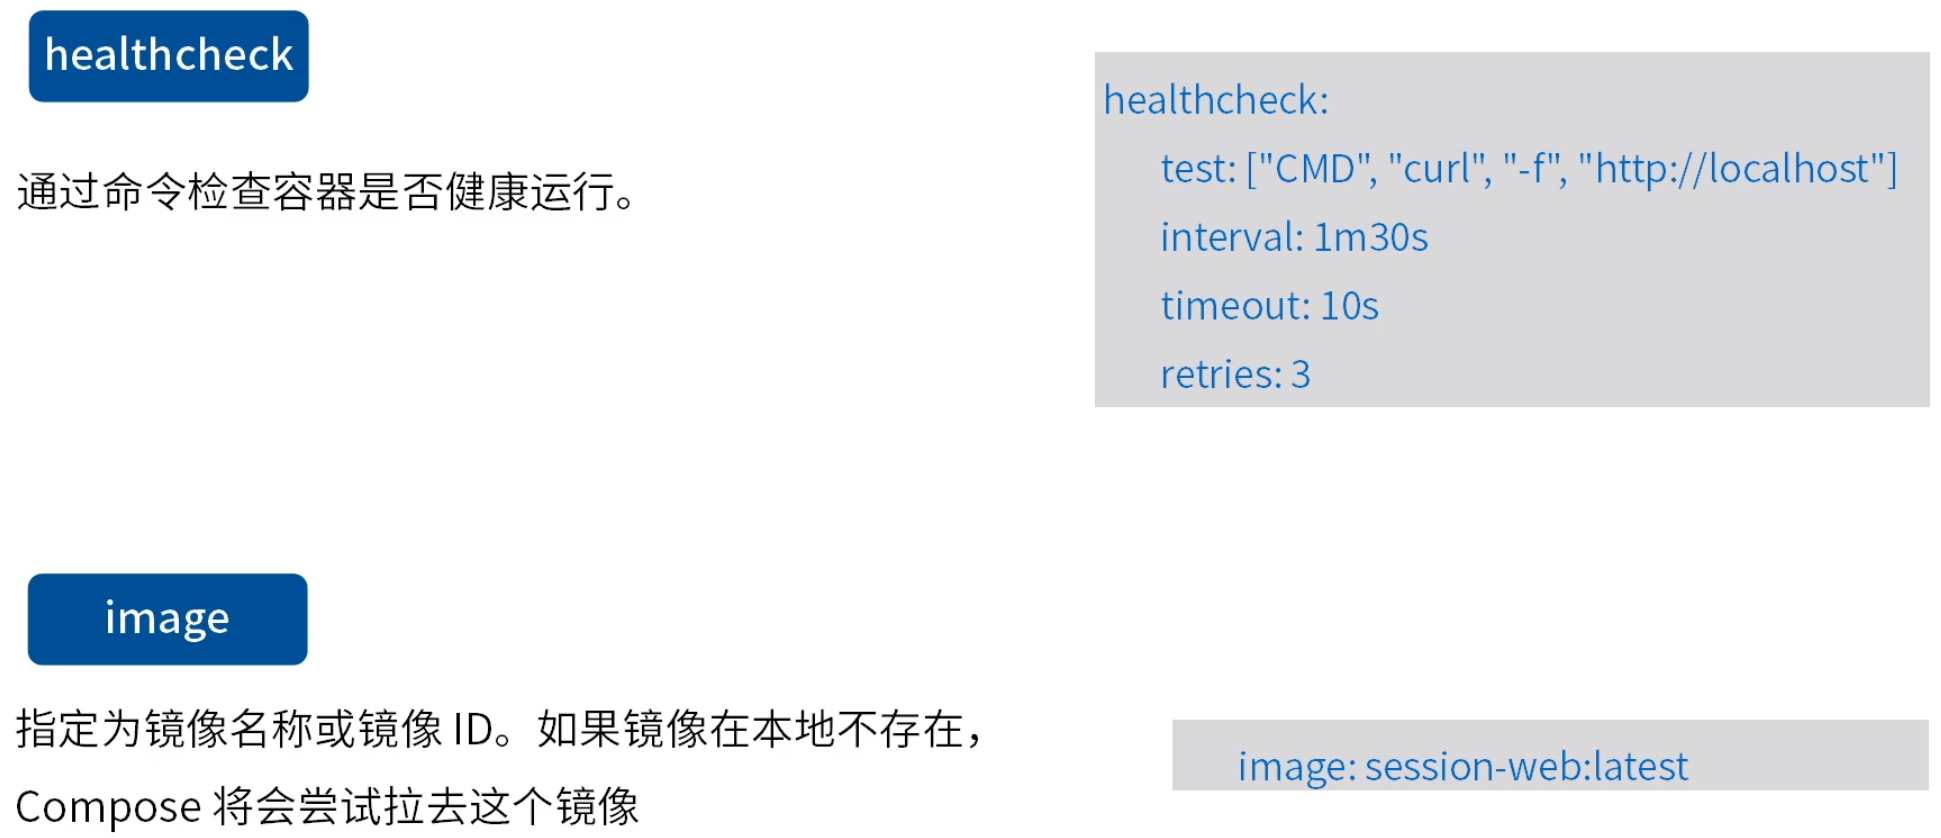 healthcheck
通过命令检查容器是否健康运行。
healthcheck:
test: ["CMD", "curl", "-f", "http://localhost"]
interval: 1m30s
timeout: 10s
retries: 3
image
指定为镜像名称或镜像 ID。如果镜像在本地不存在，
Compose 将会尝试拉去这个镜像
image: session-web:latest